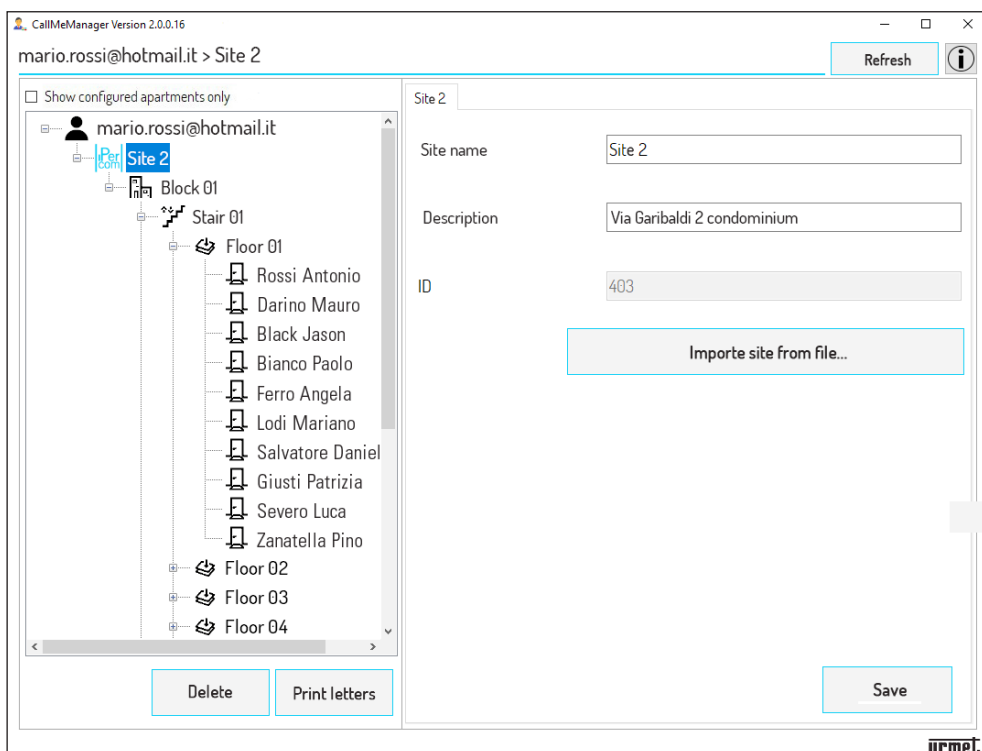 CallMeManager Version 2.0.0.16
mario.rossi@hotmail.it > Site 2
Refresh
Show configured apartments only
mario.rossi@hotmail.it
iPer com Site 2
Block 01
Stair 01
Floor 01
Rossi Antonio
Darino Mauro
Black Jason
Bianco Paolo
Ferro Angela
Lodi Mariano
Salvatore Daniel
Giusti Patrizia
Severo Luca
Zanatella Pino
Floor 02
Floor 03
Floor 04
Delete
Print letters
Site 2
Site name
Site 2
Description
Via Garibaldi 2 condominium
ID
403
Importe site from file...
Save
urmet